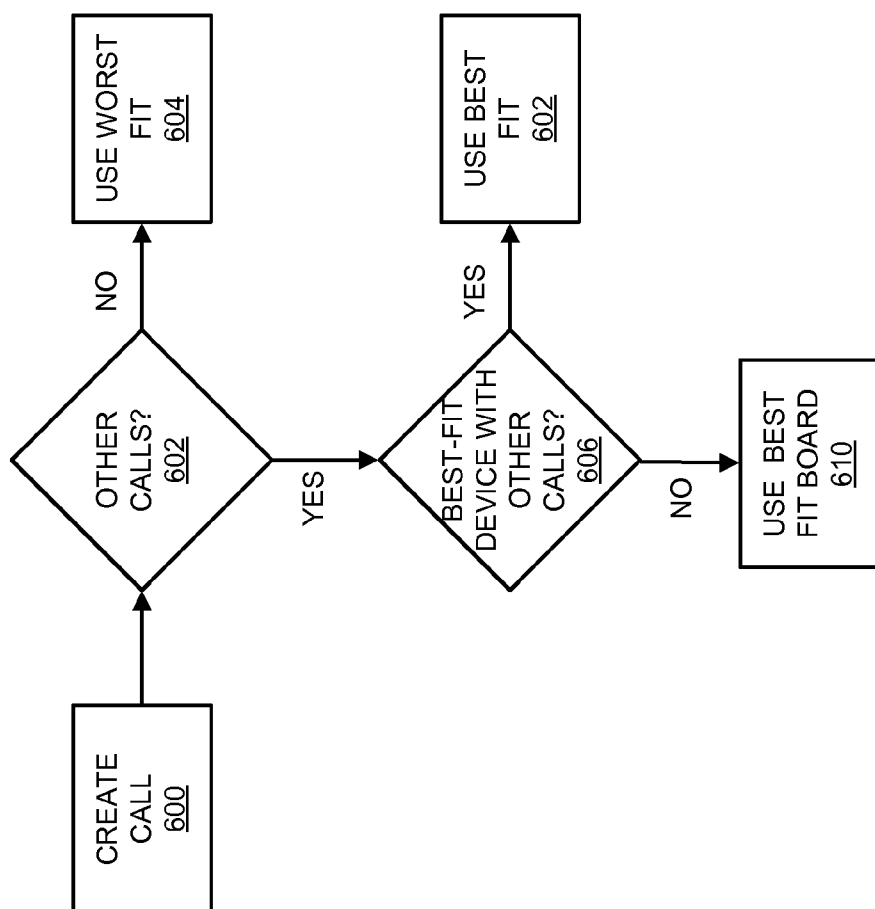 CREATE
CALL
600
OTHER
CALLS?
602
NO
USE WORST
FIT
604
YES
BEST-FIT
DEVICE WITH
OTHER
CALLS?
606
YES
USE BEST
FIT
602
NO
USE BEST
FIT BOARD
610